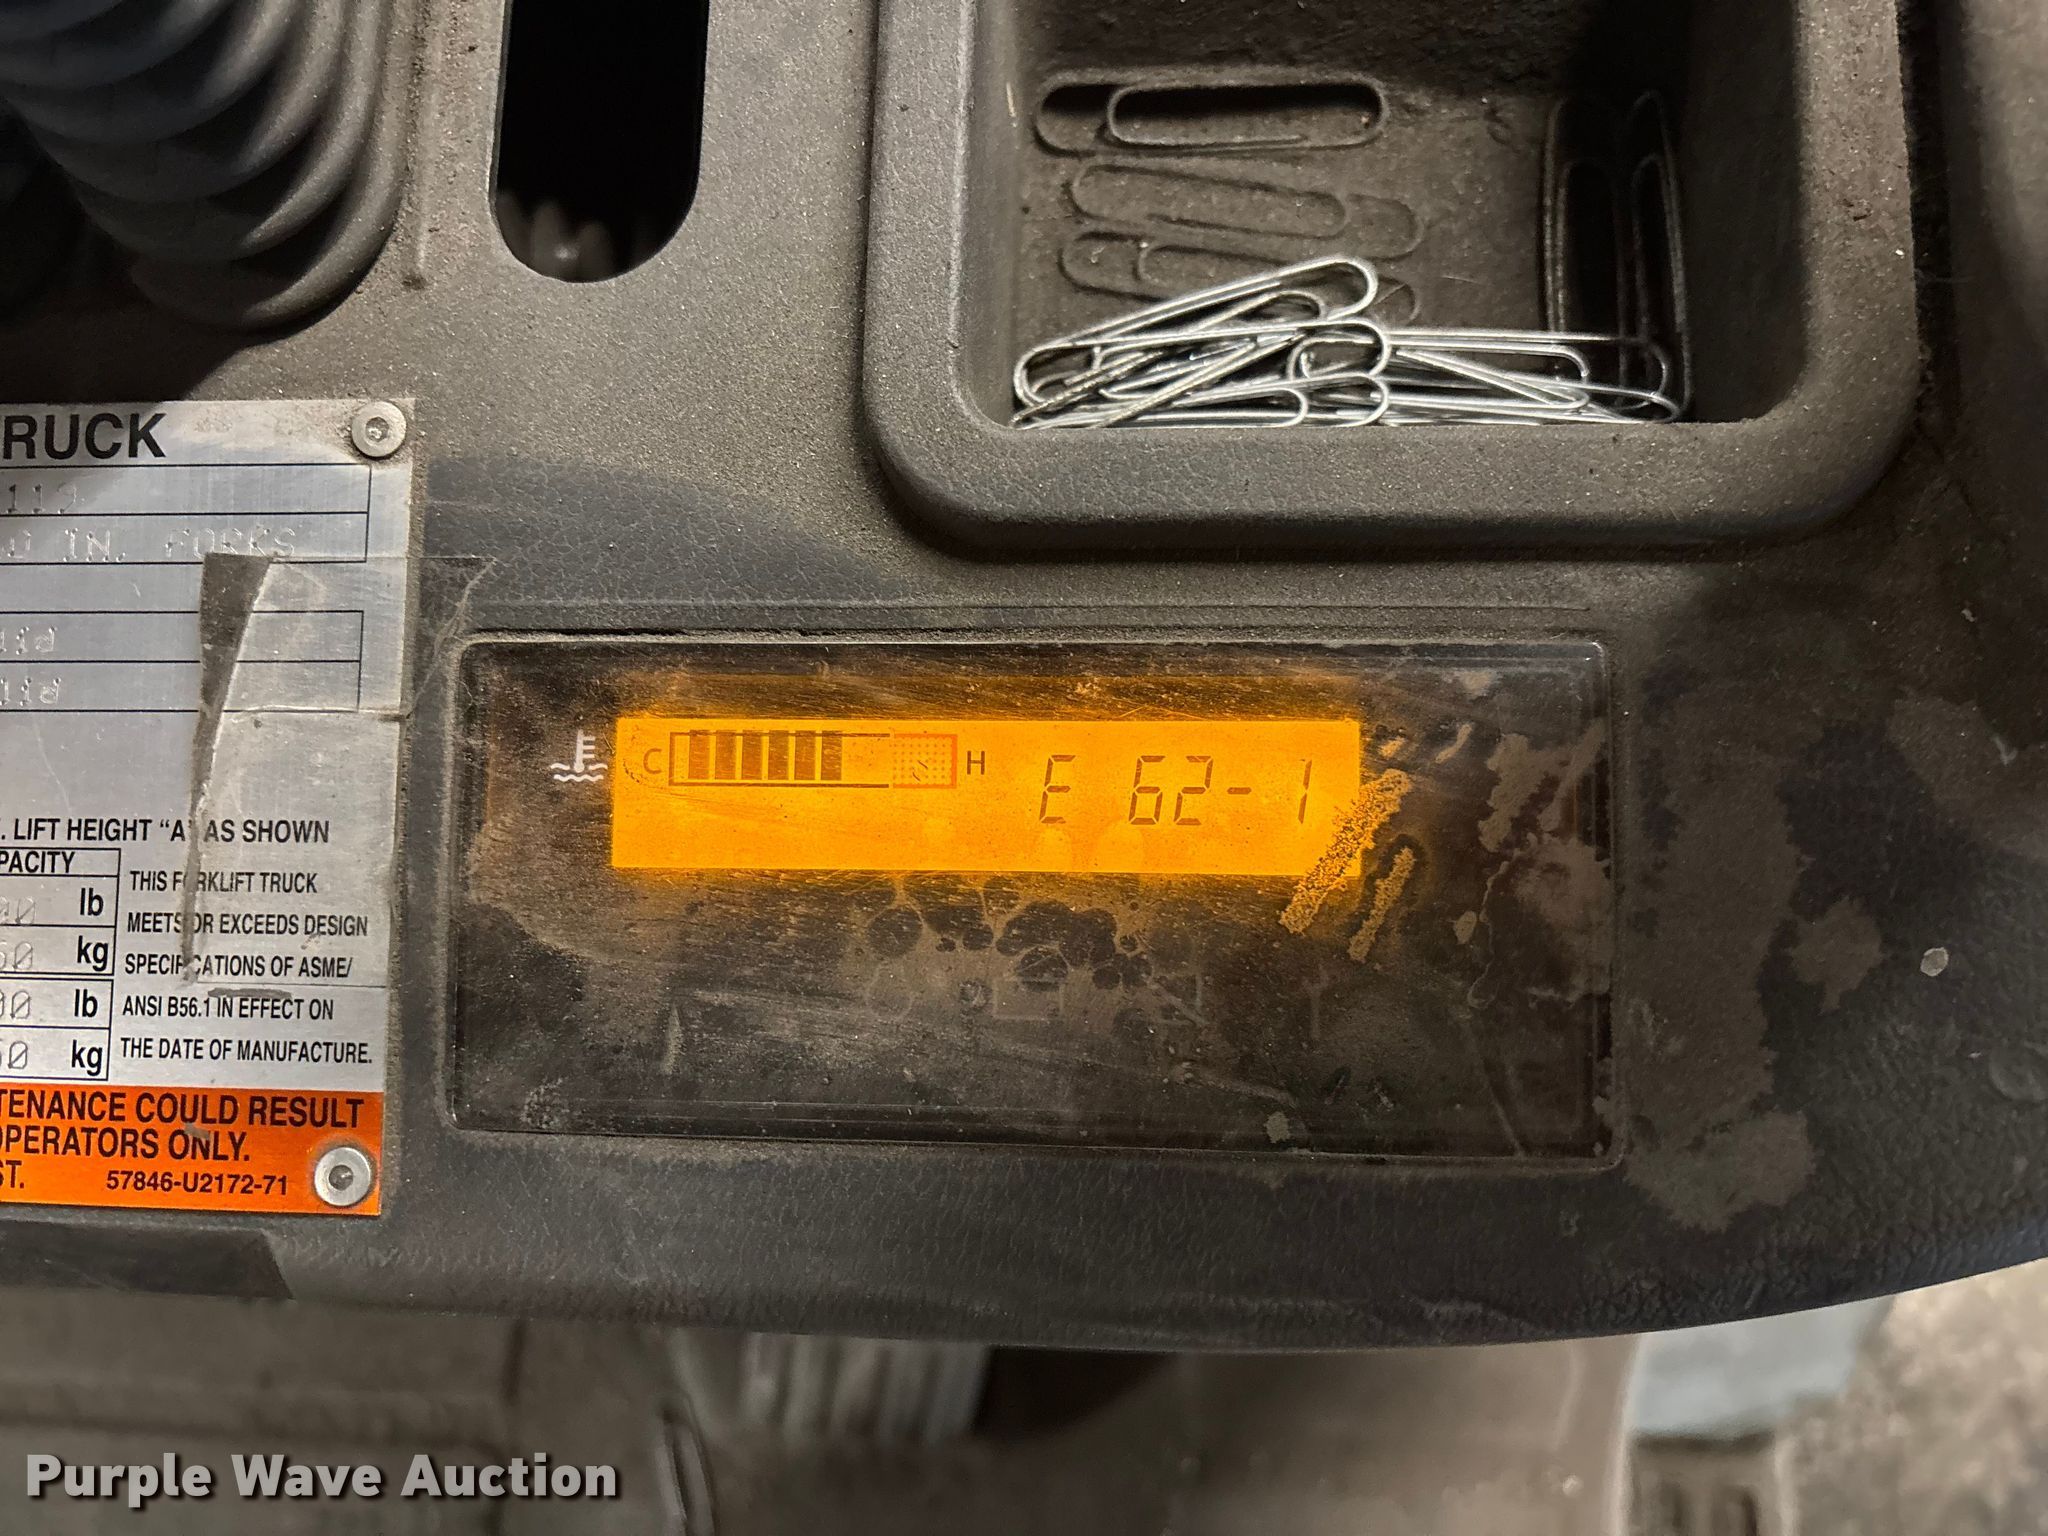 RUCK
119
IN. FORKS
C H E 62-1
. LIFT HEIGHT "A" AS SHOWN
PACITY
lb
kg
lb
kg
THIS FORKLIFT TRUCK
MEETS OR EXCEEDS DESIGN
SPECIFICATIONS OF ASME/
ANSI B56.1 IN EFFECT ON
THE DATE OF MANUFACTURE.
TENANCE COULD RESULT
OPERATORS ONLY.
ST. 57846-U2172-71
Purple Wave Auction